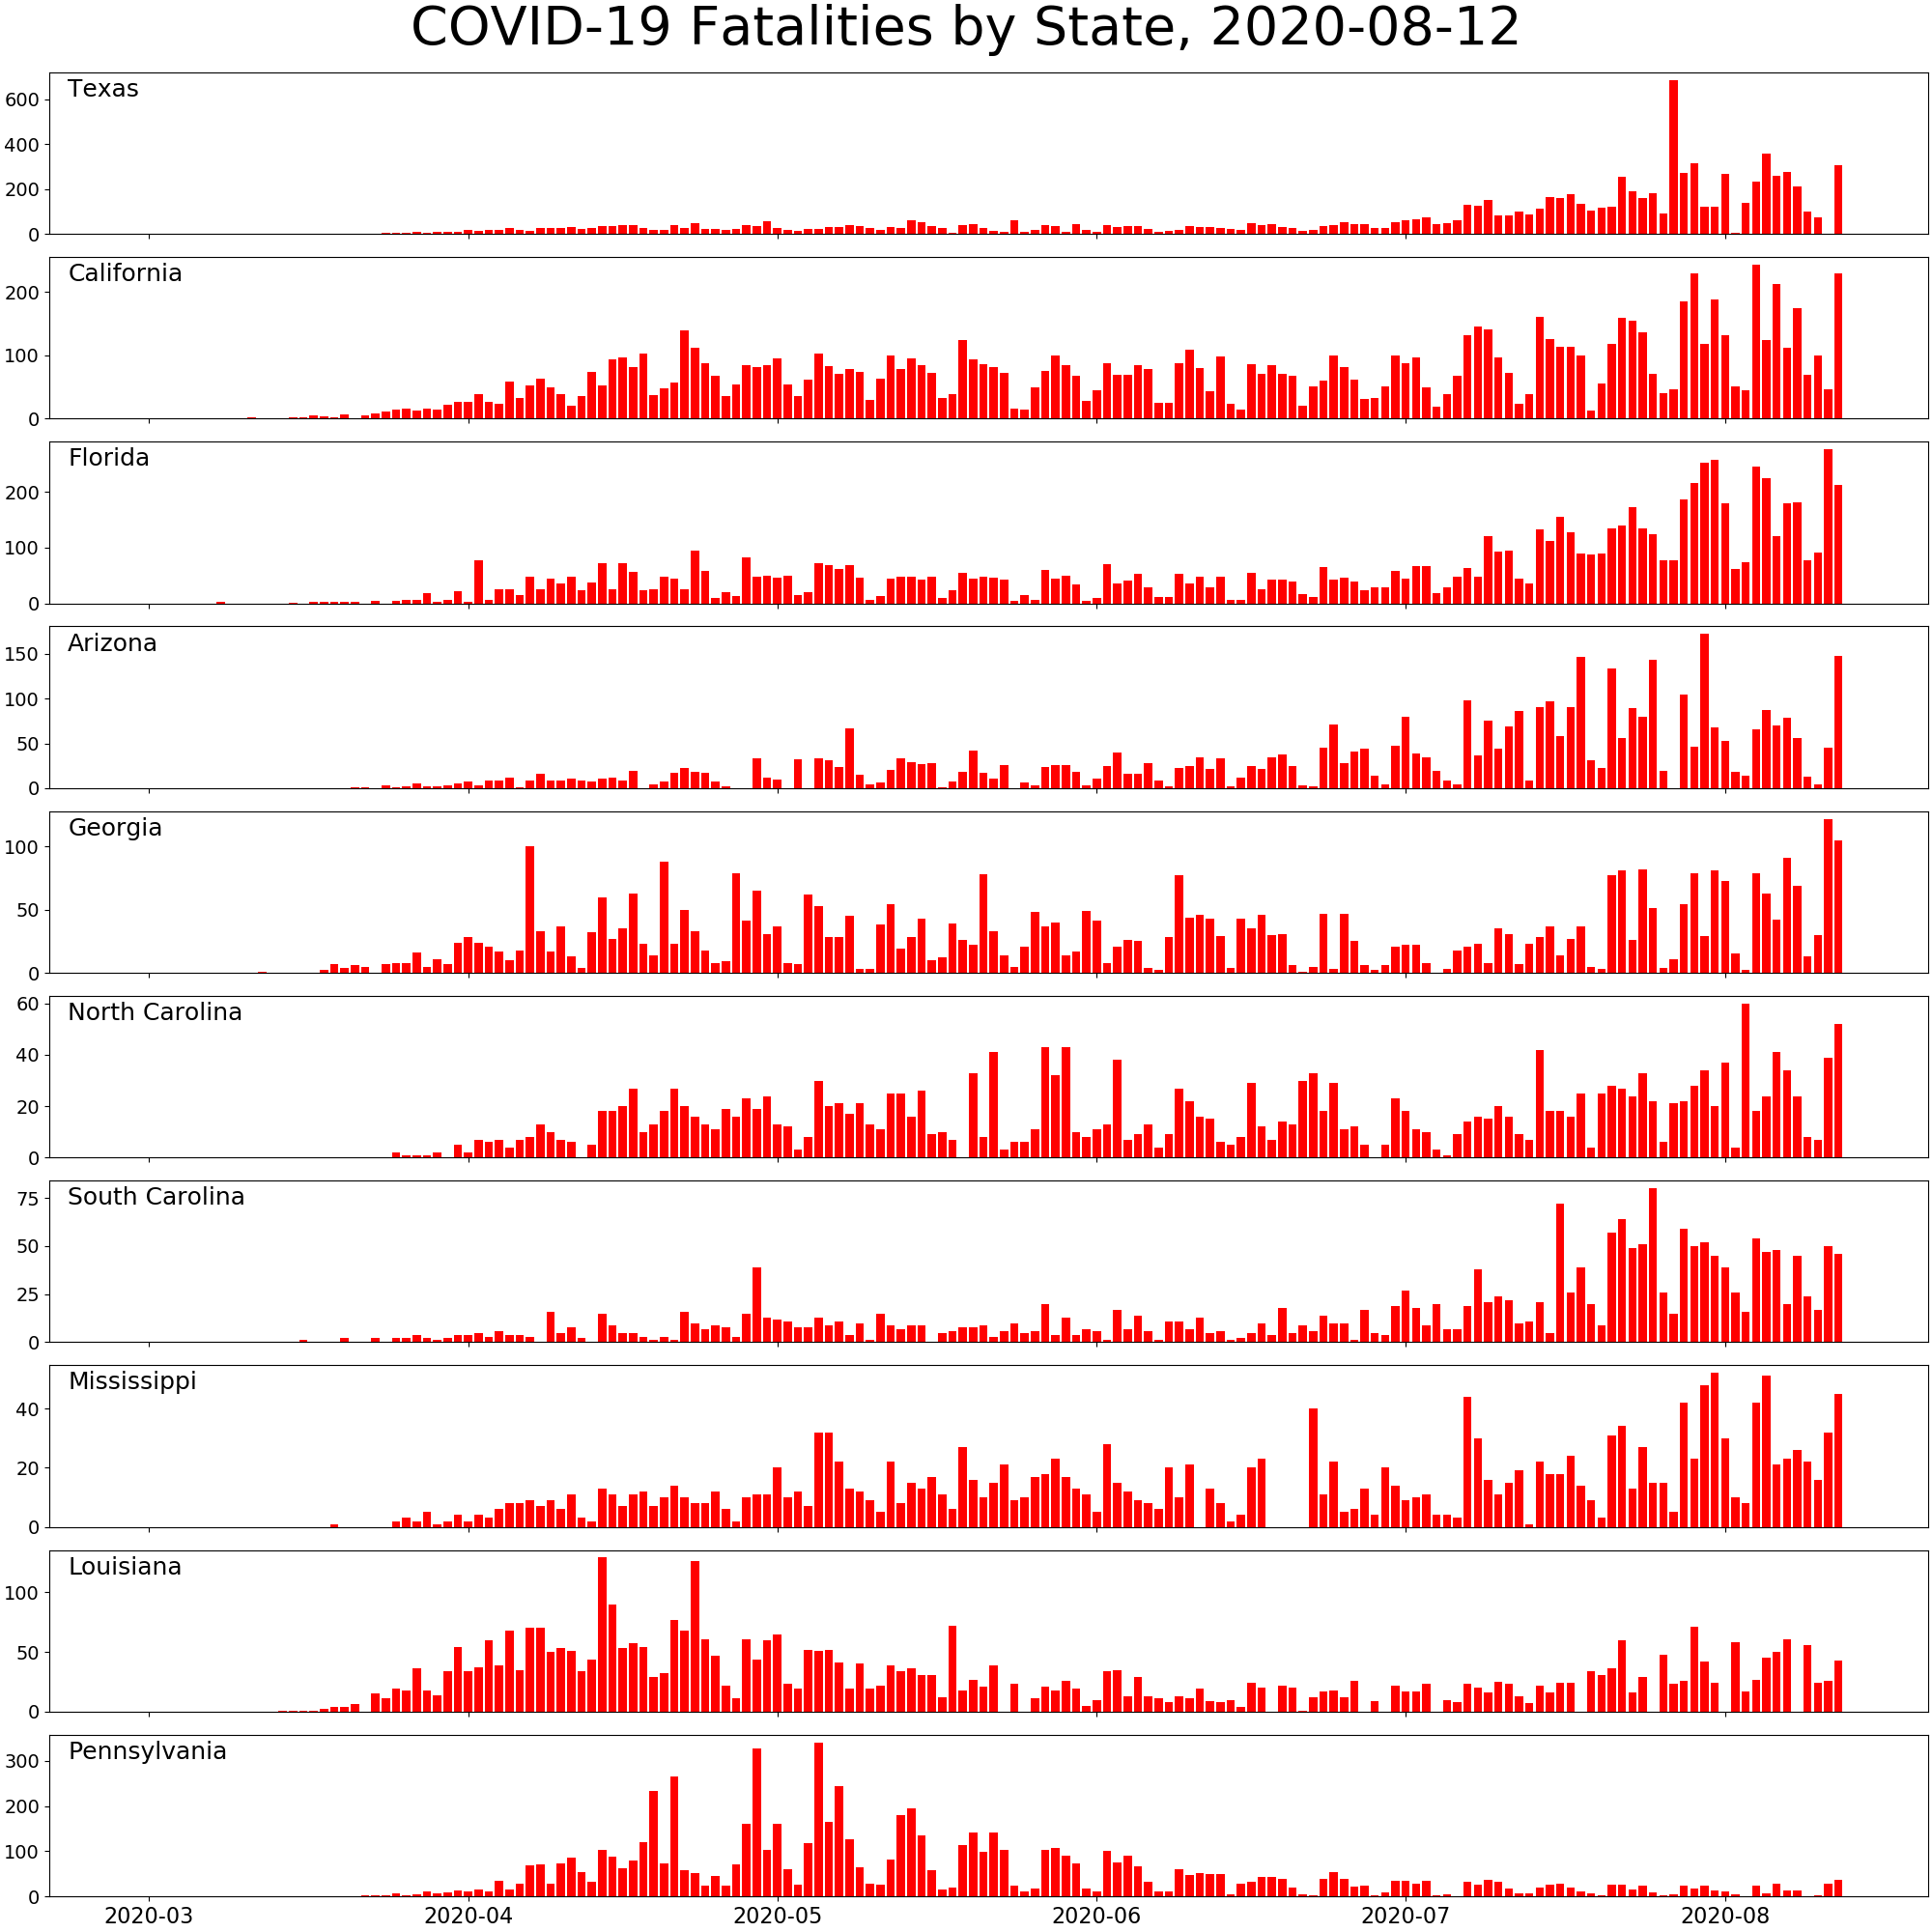 COVID-19 Fatalities by State, 2020-08-12
Texas
600
400
200
0
California
200
100
0
Florida
200
100
0
Arizona
150
100
50
0
Georgia
100
50
0
North Carolina
60
40
20
0
South Carolina
75
50
25
0
Mississippi
40
20
0
Louisiana
100
50
0
Pennsylvania
300
200
100
0
2020-03 2020-04 2020-05 2020-06 2020-07 2020-08